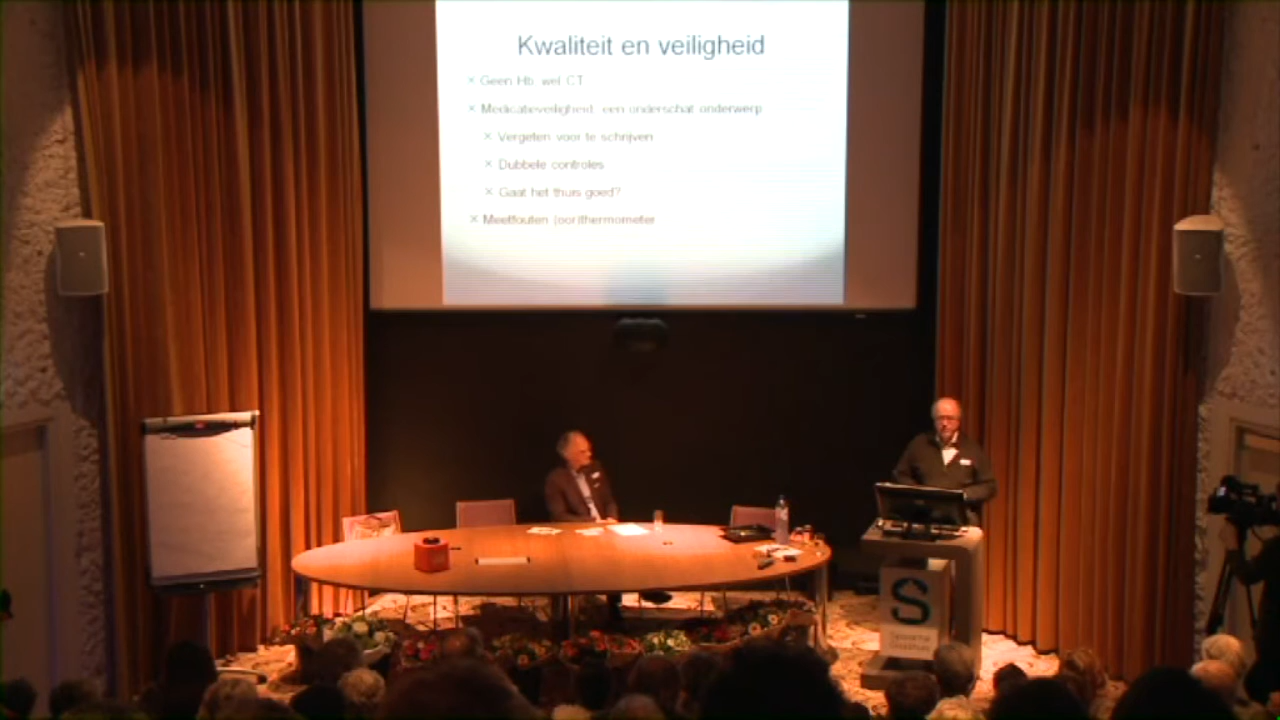 Kwaliteit en veiligheid
Geen Hb wel CT
Medicatieveiligheid, een onderschat onderwerp
Vergeten voor te schrijven
Dubbele controles
Gaat het thuis goed?
Meetfouten (oor)thermometer
S